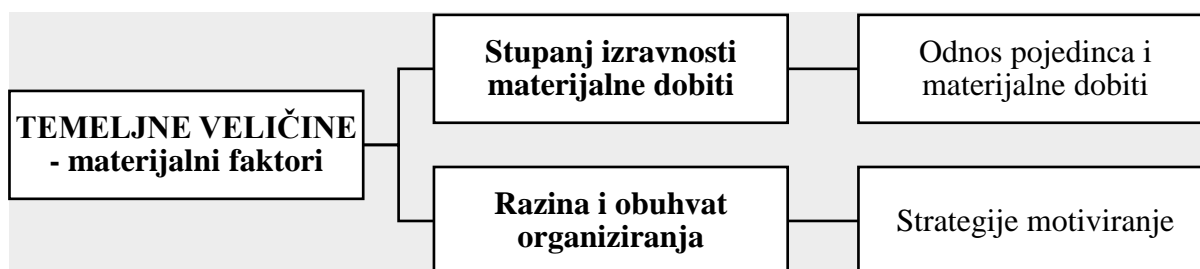 TEMELJNE VELIČINE
- materijalni faktori
Stupanj izravnosti
materijalne dobiti
Odnos pojedinca i
materijalne dobiti
Razina i obuhvat
organiziranja
Strategije motiviranje